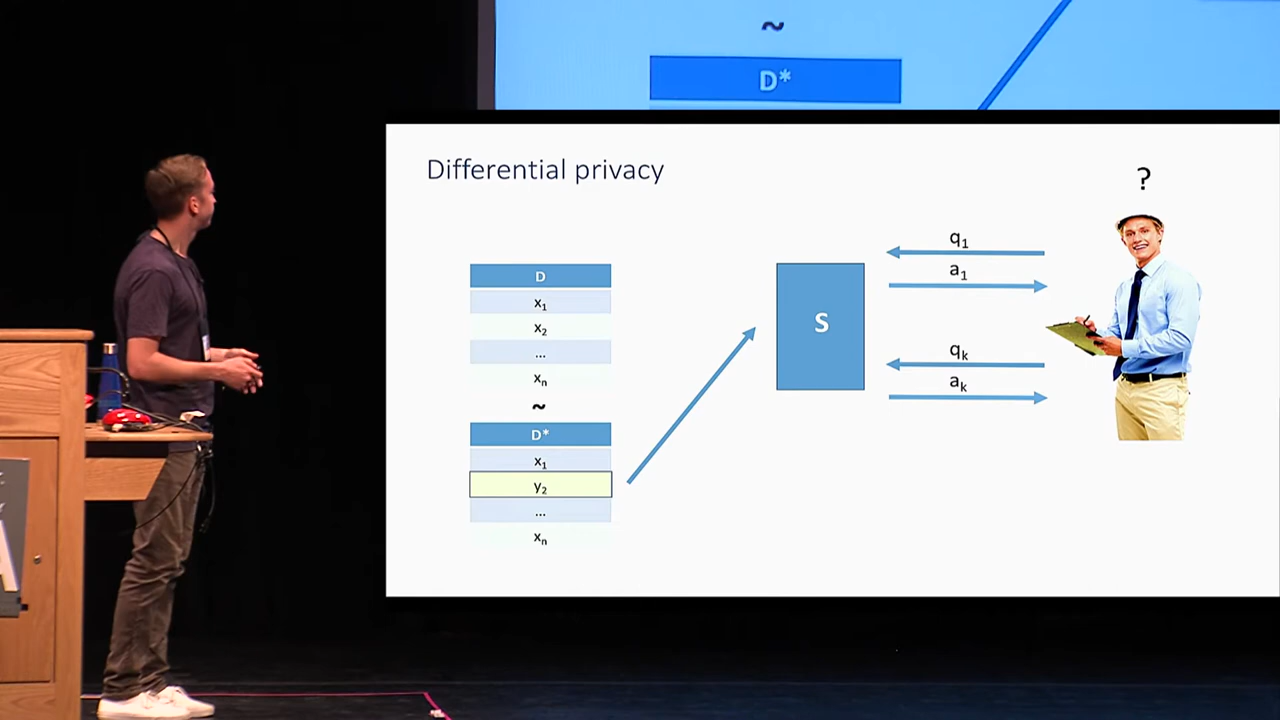 ~
D*
Differential privacy
?
D
x₁
x₂
...
xₙ
~
D*
x₁
y₂
...
xₙ
S
q₁
a₁
qₖ
aₖ